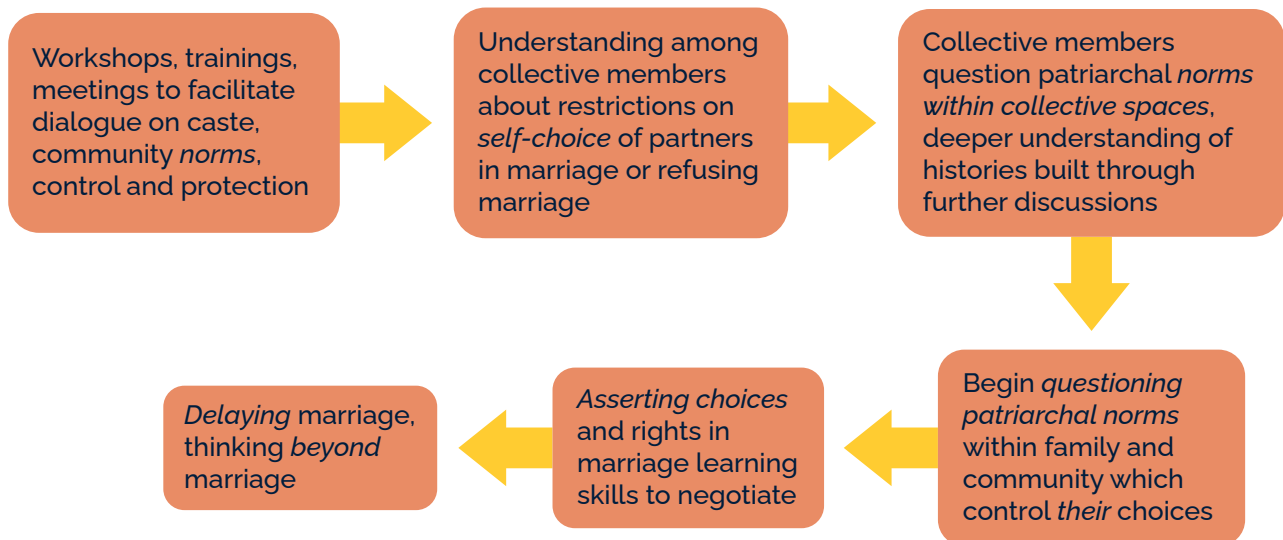 Workshops, trainings,
meetings to facilitate
dialogue on caste,
community norms,
control and protection
Understanding among
collective members
about restrictions on
self-choice of partners
in marriage or refusing
marriage
Collective members
question patriarchal norms
within collective spaces,
deeper understanding of
histories built through
further discussions
Begin questioning
patriarchal norms
within family and
community which
control their choices
Asserting choices
and rights in
marriage learning
skills to negotiate
Delaying marriage,
thinking beyond
marriage